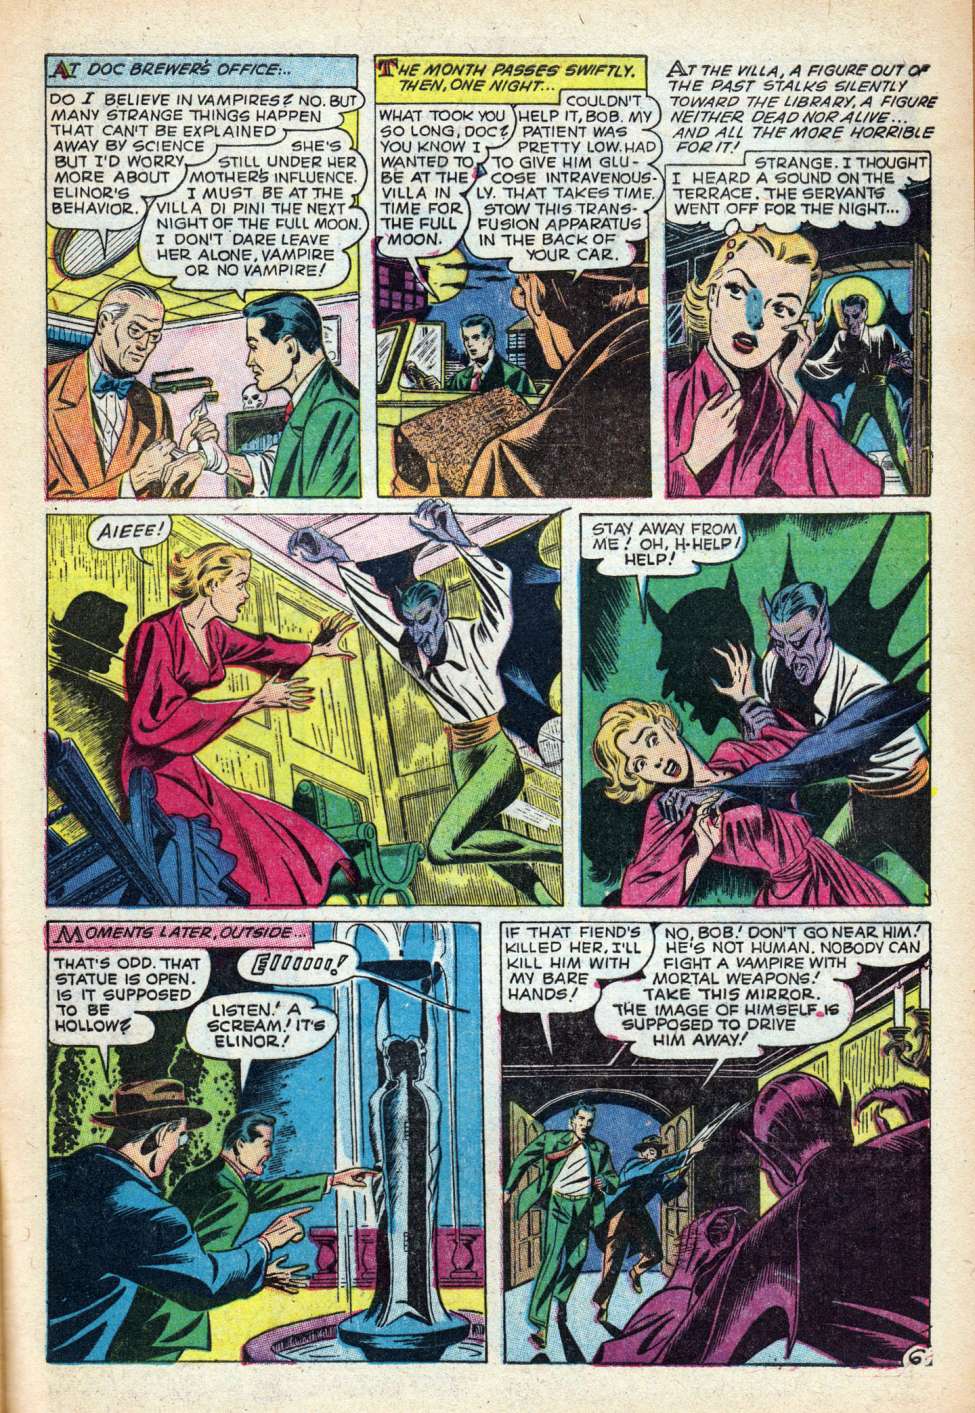 AT DOC BREWER'S OFFICE...
DO I BELIEVE IN VAMPIRES? NO. BUT
MANY STRANGE THINGS HAPPEN
THAT CAN'T BE EXPLAINED
AWAY BY SCIENCE
BUT I'D WORRY
MORE ABOUT
ELINOR'S
BEHAVIOR.
SHE'S
STILL UNDER HER
MOTHER'S INFLUENCE.
I MUST BE AT THE
VILLA DI PINI THE NEXT
NIGHT OF THE FULL MOON.
I DON'T DARE LEAVE
HER ALONE, VAMPIRE
OR NO VAMPIRE!
THE MONTH PASSES SWIFTLY.
THEN, ONE NIGHT...
WHAT TOOK YOU
SO LONG, DOC?
YOU KNOW I
WANTED TO
BE AT THE
VILLA IN
TIME FOR
THE FULL
MOON.
COULDN'T
HELP IT, BOB. MY
PATIENT WAS
PRETTY LOW. HAD
TO GIVE HIM GLU-
COSE INTRAVENOUS-
LY. THAT TAKES TIME.
STOW THIS TRANS-
FUSION APPARATUS
IN THE BACK OF
YOUR CAR.
AT THE VILLA, A FIGURE OUT OF
THE PAST STALKS SILENTLY
TOWARD THE LIBRARY, A FIGURE
NEITHER DEAD NOR ALIVE...
AND ALL THE MORE HORRIBLE
FOR IT!
STRANGE. I THOUGHT
I HEARD A SOUND ON THE
TERRACE. THE SERVANTS
WENT OFF FOR THE NIGHT...
AIEEE!
STAY AWAY FROM
ME! OH, H-HELP!
HELP!
MOMENTS LATER, OUTSIDE...
THAT'S ODD. THAT
STATUE IS OPEN.
IS IT SUPPOSED
TO BE
HOLLOW?
EIIIIIII!
LISTEN! A
SCREAM! IT'S
ELINOR!
IF THAT FIEND'S
KILLED HER, I'LL
KILL HIM WITH
MY BARE
HANDS!
NO, BOB! DON'T GO NEAR HIM!
HE'S NOT HUMAN. NOBODY CAN
FIGHT A VAMPIRE WITH
MORTAL WEAPONS!
TAKE THIS MIRROR.
THE IMAGE OF HIMSELF IS
SUPPOSED TO DRIVE
HIM AWAY!
6